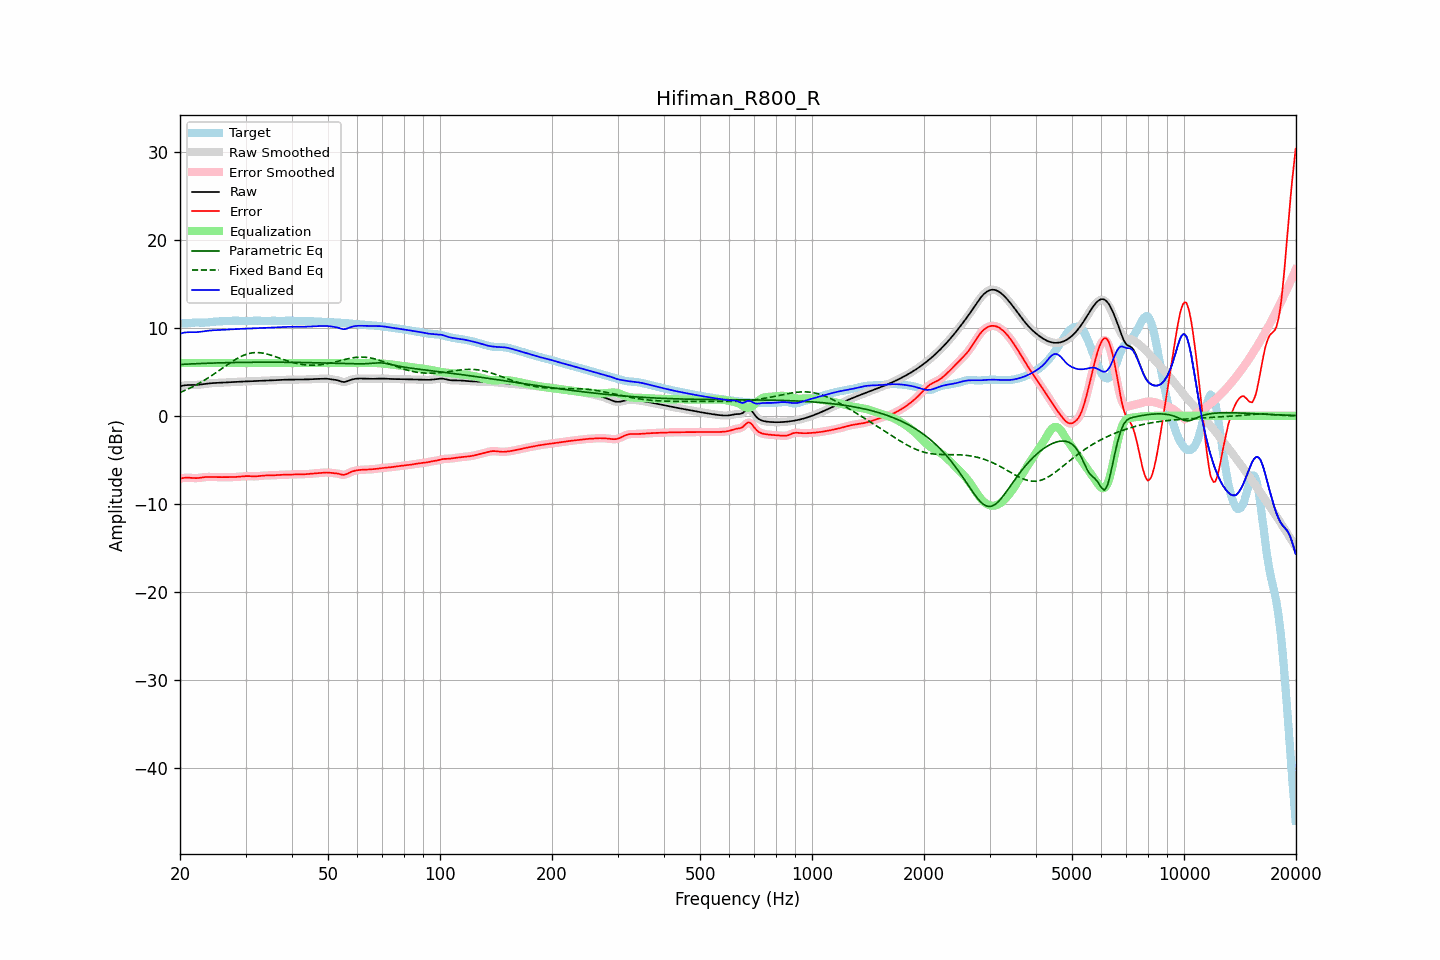 Hifiman_R800_R
Target
Raw Smoothed
Error Smoothed
Raw
Error
Equalization
Parametric Eq
Fixed Band Eq
Equalized
30
20
10
0
−10
−20
−30
−40
Amplitude (dBr)
20 50 100 200 500 1000 2000 5000 10000 20000
Frequency (Hz)